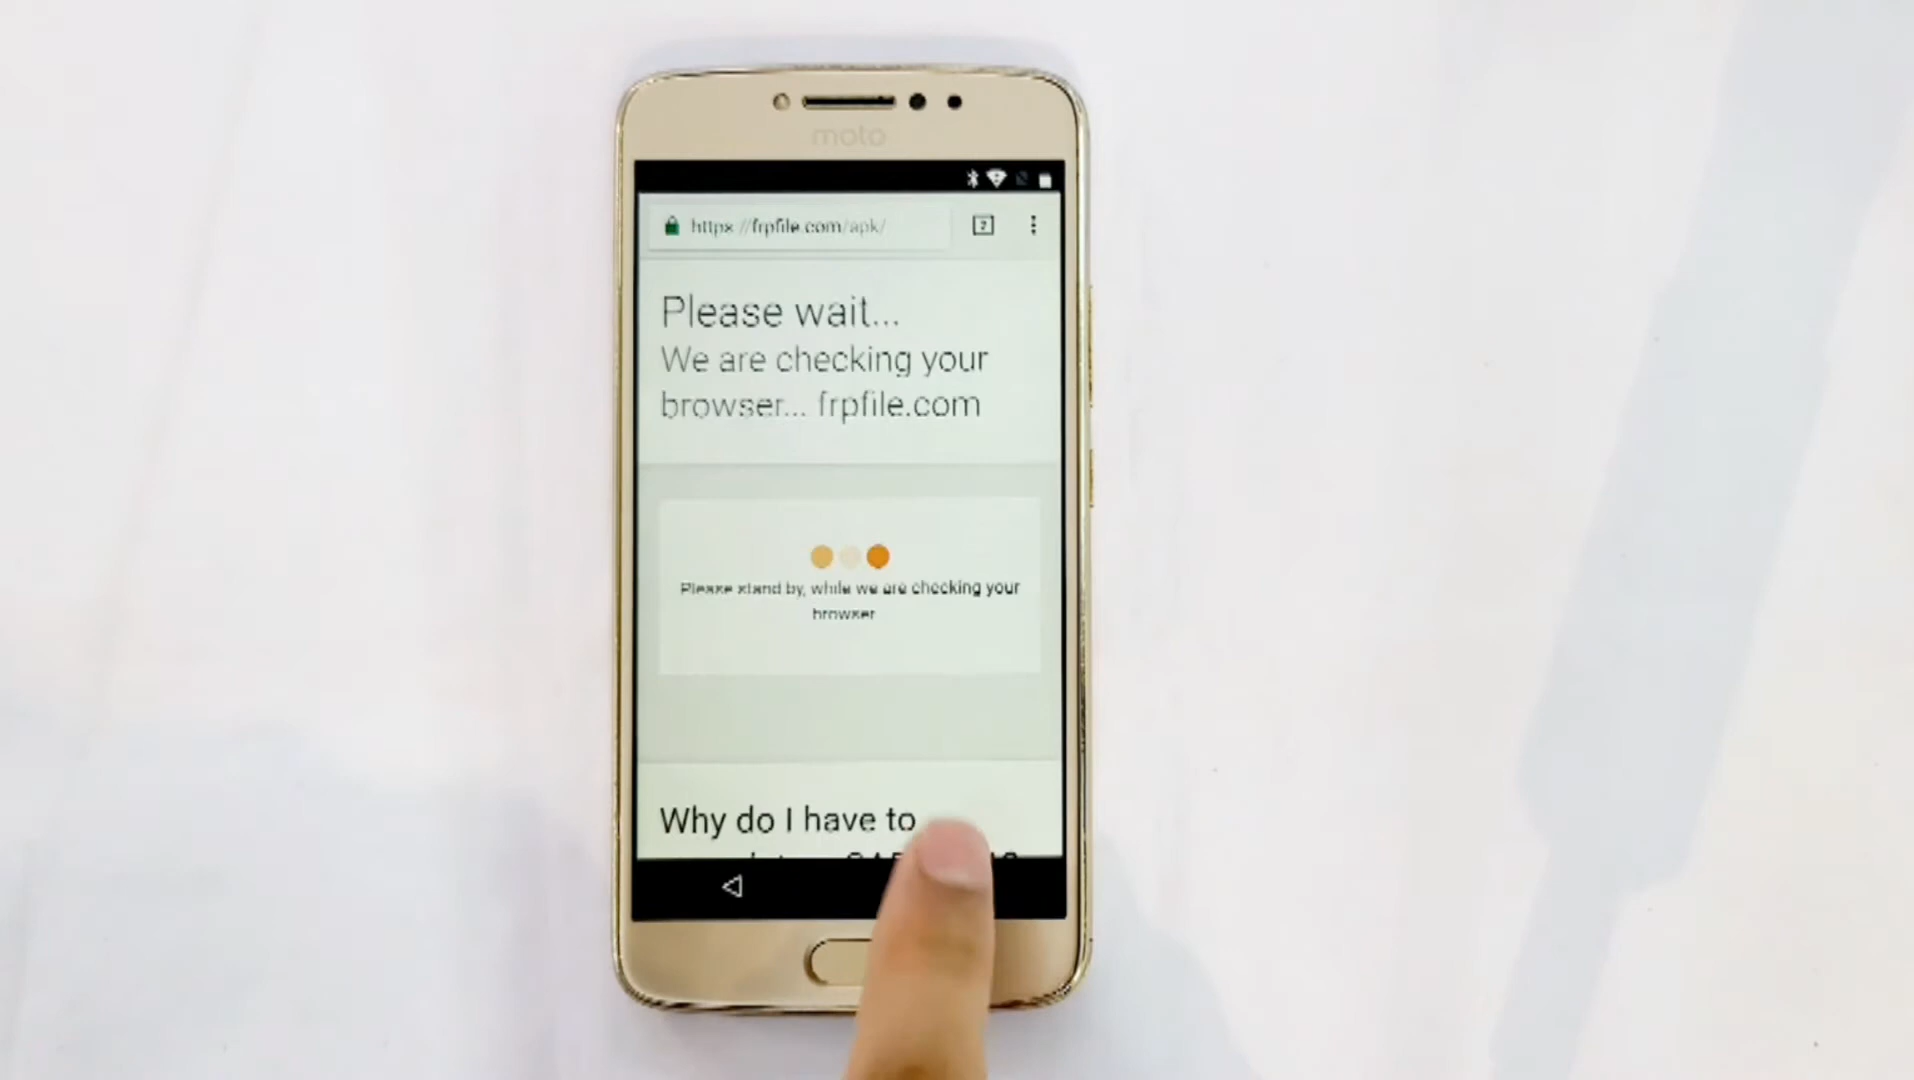 moto
https://frpfile.com/apk/
2
Please wait...
We are checking your
browser... frpfile.com
Please stand by, while we are checking your
browser
Why do I have to